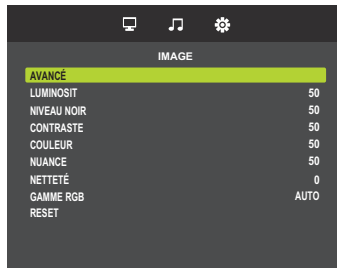 IMAGE
AVANCÉ
LUMINOSIT 50
NIVEAU NOIR 50
CONTRASTE 50
COULEUR 50
NUANCE 50
NETTETÉ 0
GAMME RGB AUTO
RESET